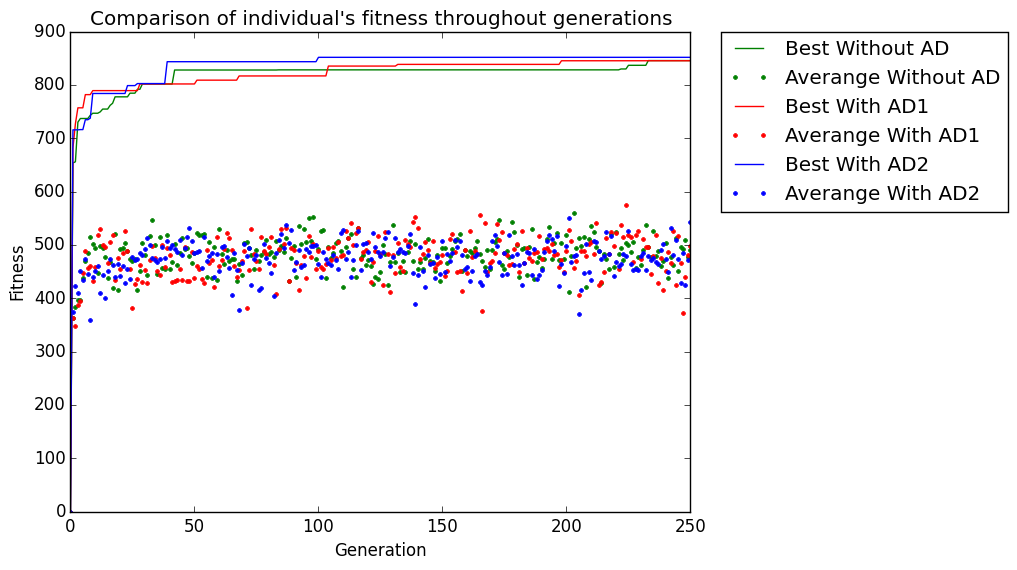 Comparison of individual's fitness throughout generations
900
800
700
600
500
400
300
200
100
0
Fitness
0 50 100 150 200 250
Generation
Best Without AD
Averange Without AD
Best With AD1
Averange With AD1
Best With AD2
Averange With AD2